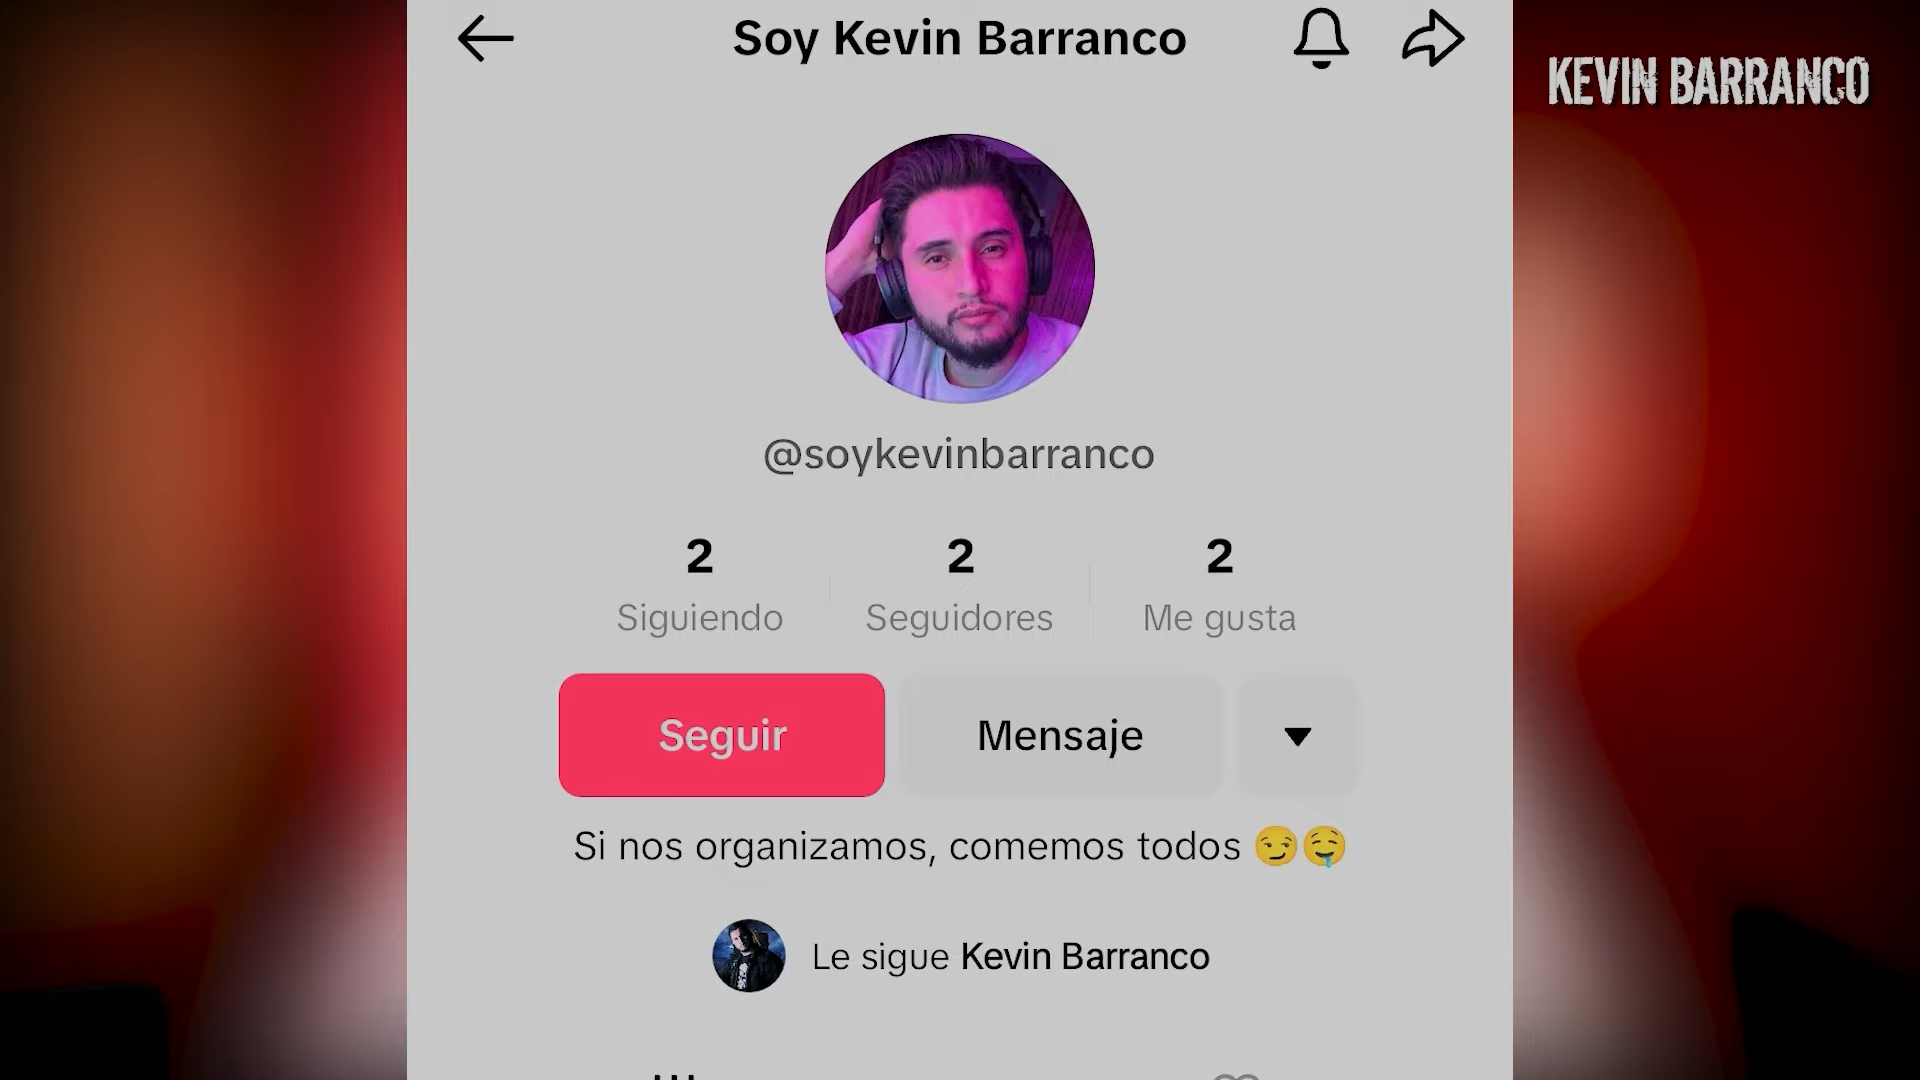 Soy Kevin Barranco
KEVIN BARRANCO
@soykevinbarranco
2 2 2
Siguiendo Seguidores Me gusta
Seguir Mensaje
Si nos organizamos, comemos todos 😏🤤
Le sigue Kevin Barranco